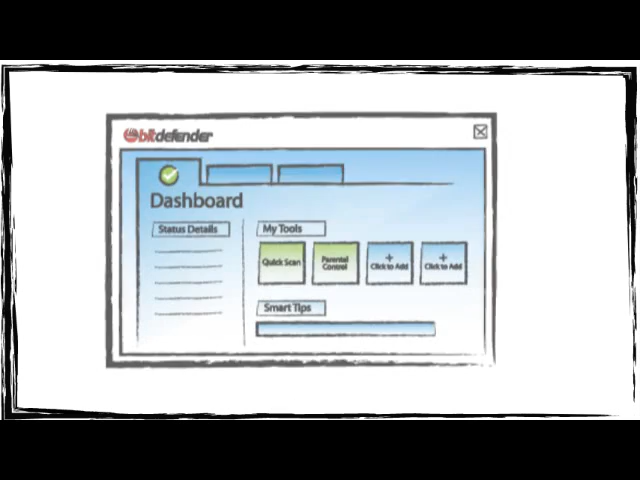 bitdefender
Dashboard
Status Details
My Tools
Quick Scan
Parental
Control
+
Click to Add
+
Click to Add
Smart Tips